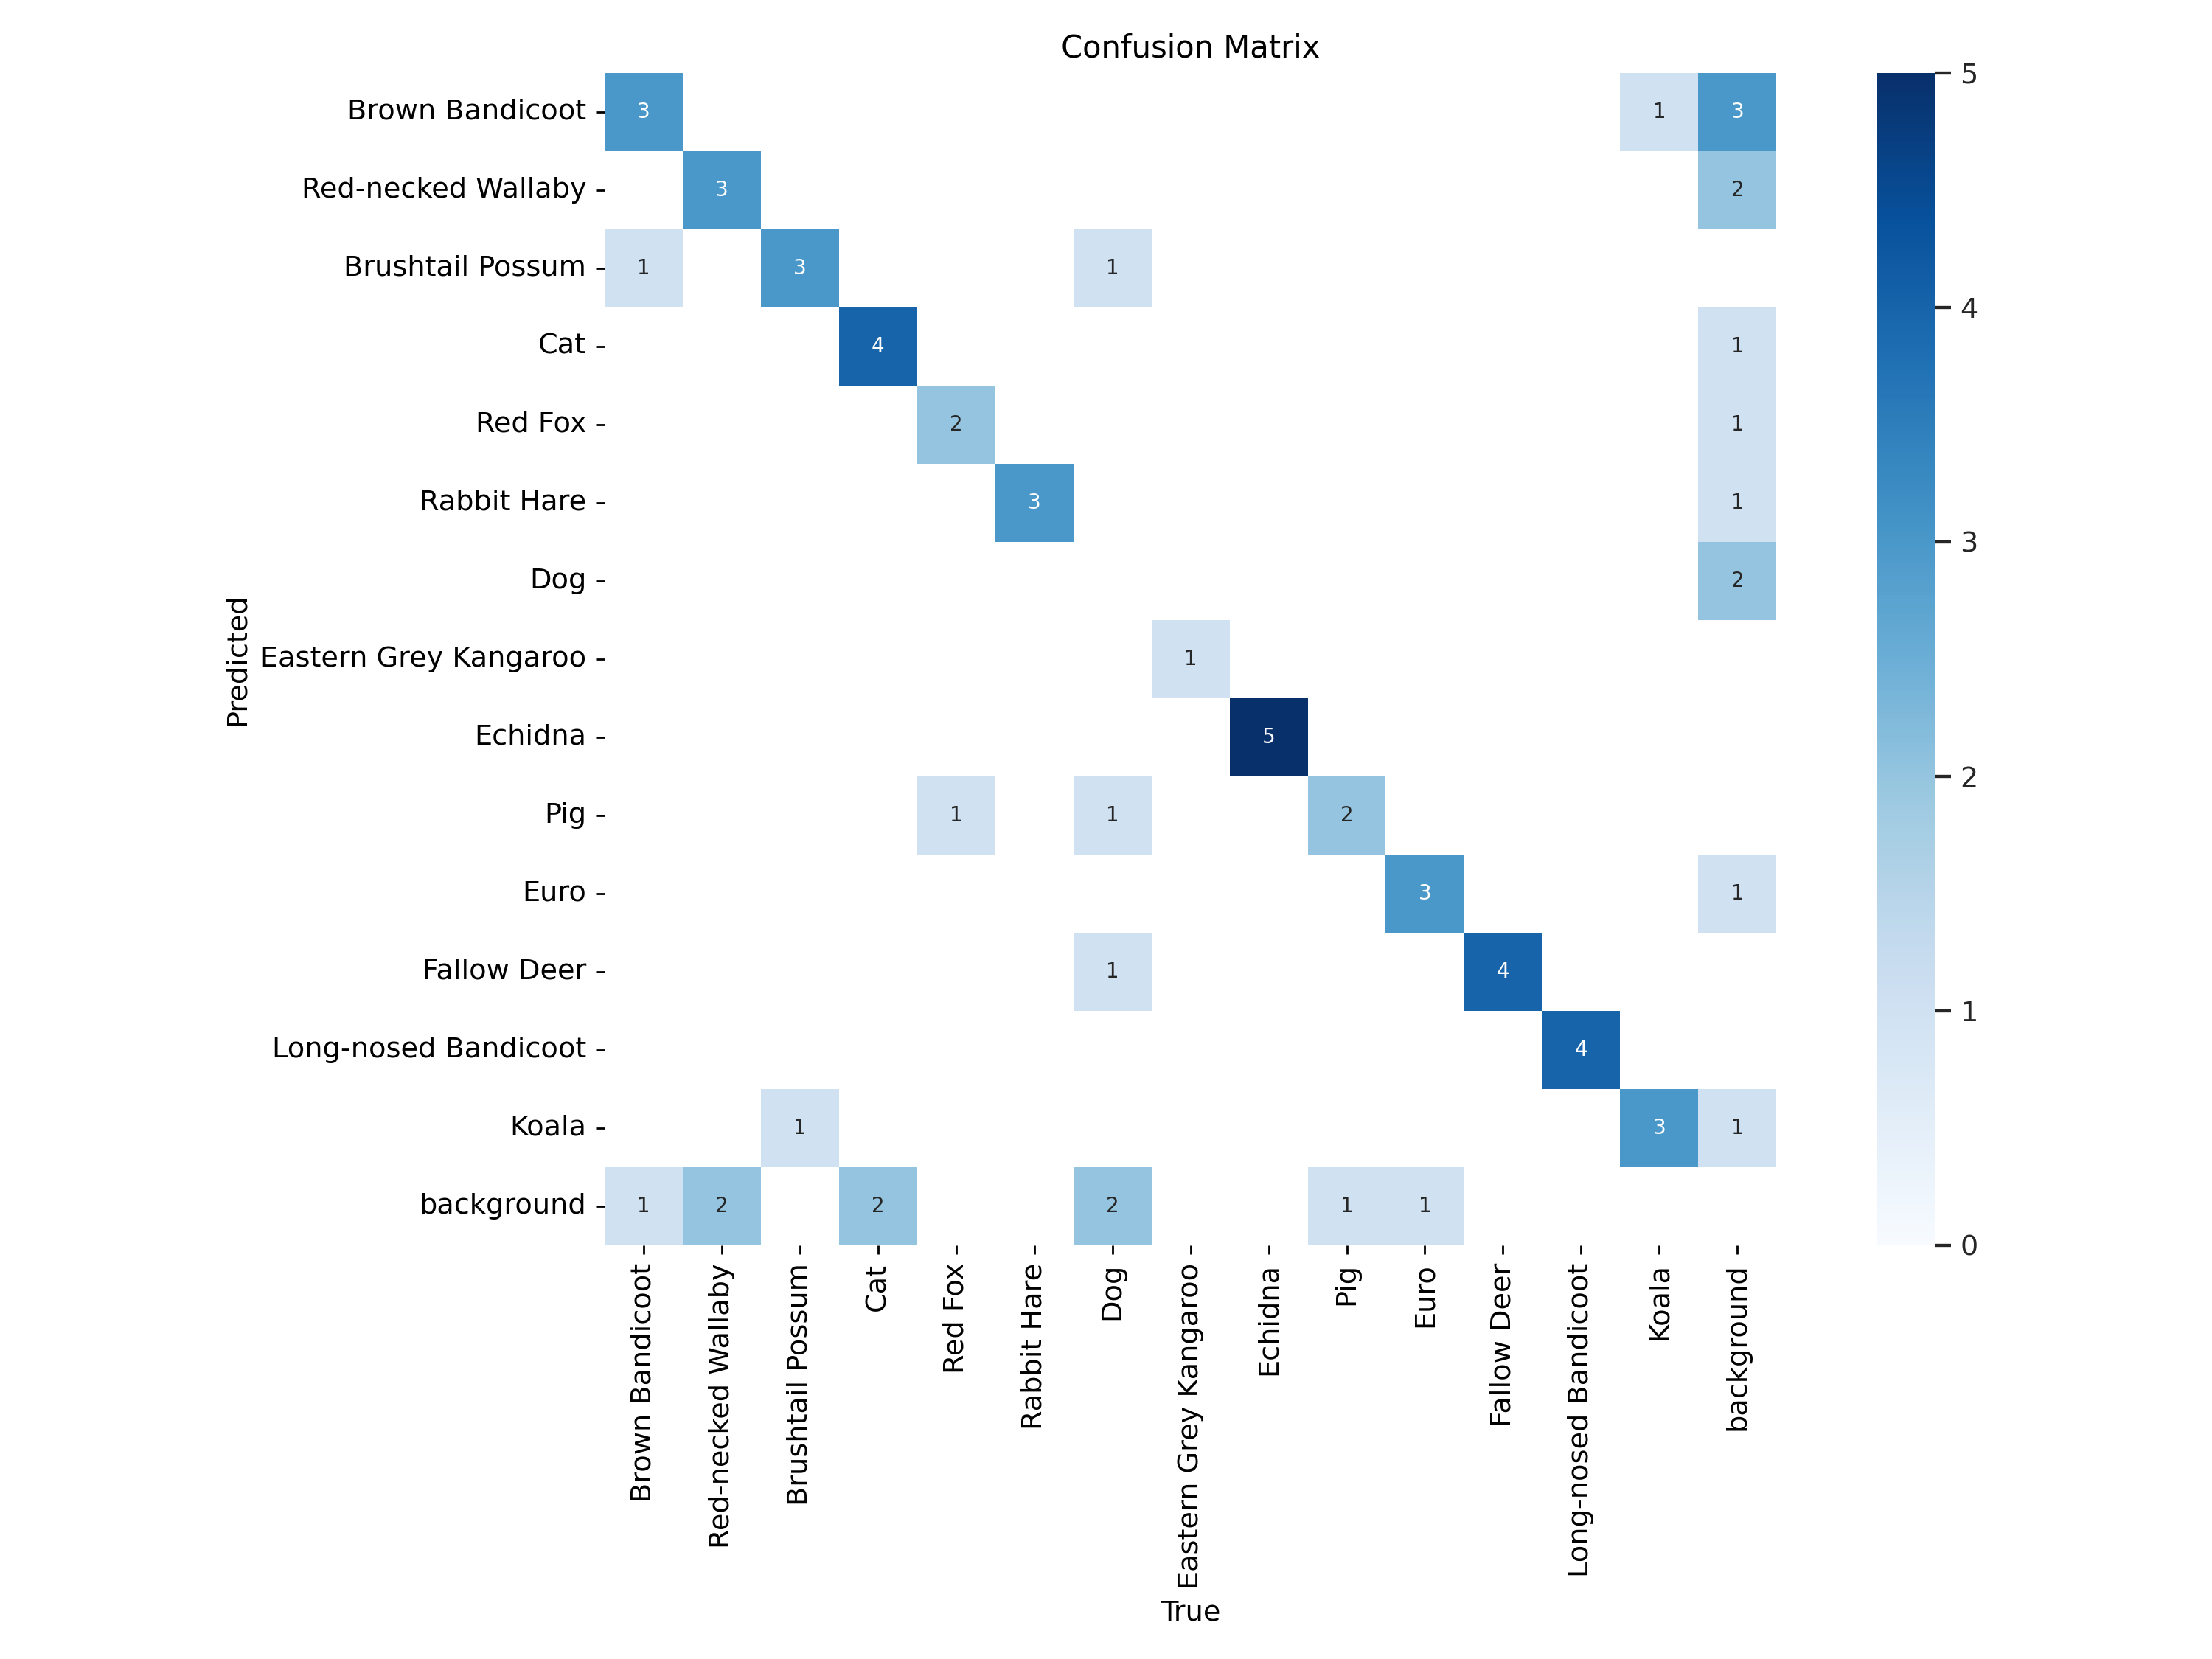 Confusion Matrix
Brown Bandicoot 3 1 3
Red-necked Wallaby 3 2
Brushtail Possum 1 3 1
Cat 4 1
Red Fox 2 1
Rabbit Hare 3 1
Dog 2
Eastern Grey Kangaroo 1
Echidna 5
Pig 1 1 2
Euro 3 1
Fallow Deer 1 4
Long-nosed Bandicoot 4
Koala 1 3 1
background 1 2 2 2 1 1
Predicted
Brown Bandicoot
Red-necked Wallaby
Brushtail Possum
Cat
Red Fox
Rabbit Hare
Dog
Eastern Grey Kangaroo
Echidna
Pig
Euro
Fallow Deer
Long-nosed Bandicoot
Koala
background
True
5
4
3
2
1
0